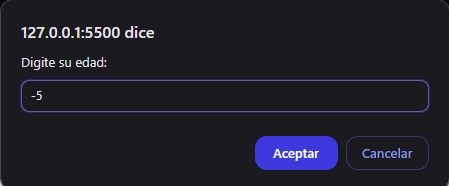 127.0.0.1:5500 dice
Digite su edad:
-5
Aceptar
Cancelar